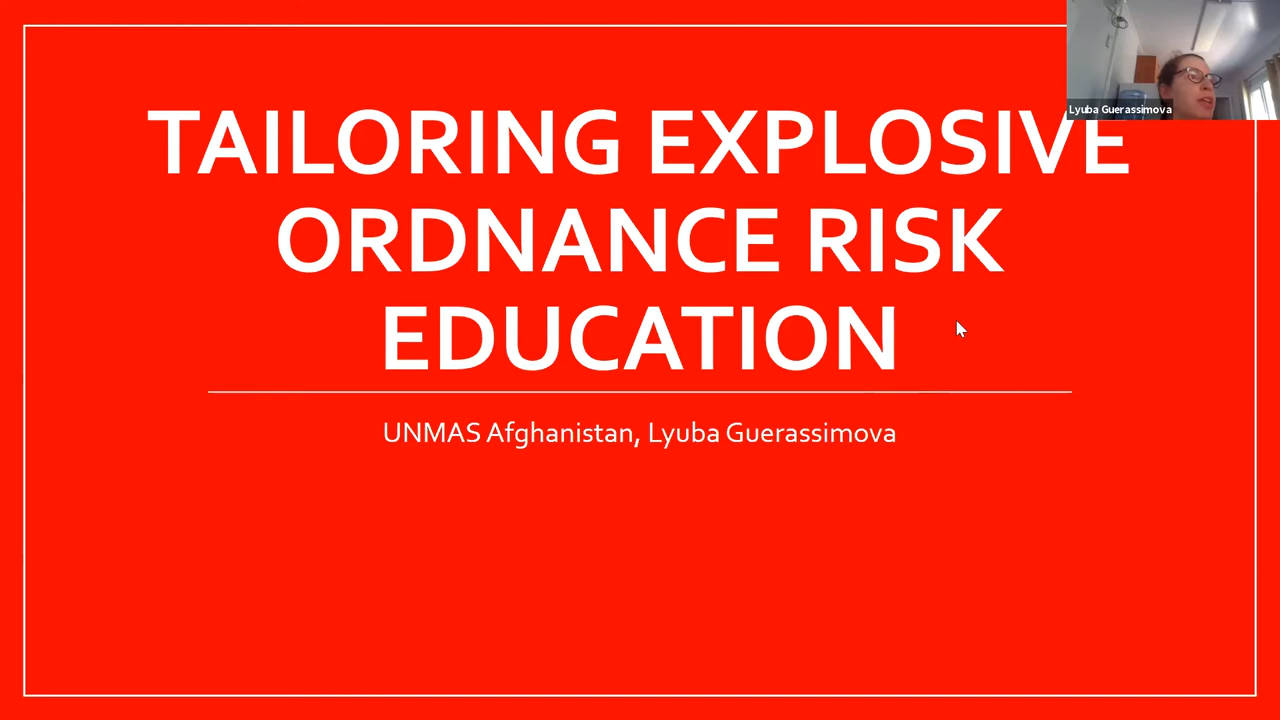 Lyuba Guerassimova
TAILORING EXPLOSIVE
ORDNANCE RISK
EDUCATION
UNMAS Afghanistan, Lyuba Guerassimova